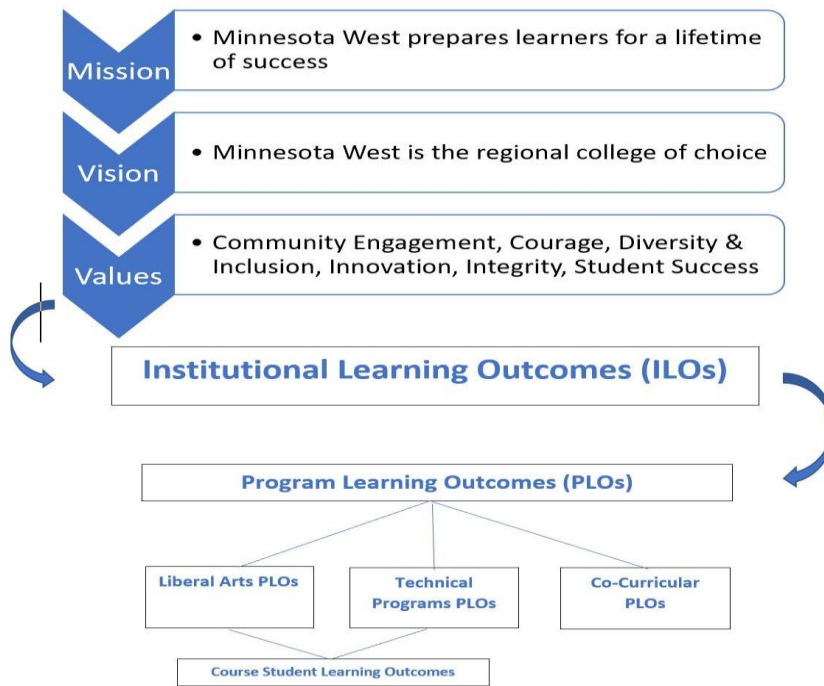 Mission
• Minnesota West prepares learners for a lifetime
of success
Vision
• Minnesota West is the regional college of choice
Values
• Community Engagement, Courage, Diversity &
Inclusion, Innovation, Integrity, Student Success
Institutional Learning Outcomes (ILOs)
Program Learning Outcomes (PLOs)
Liberal Arts PLOs
Technical
Programs PLOs
Co-Curricular
PLOs
Course Student Learning Outcomes